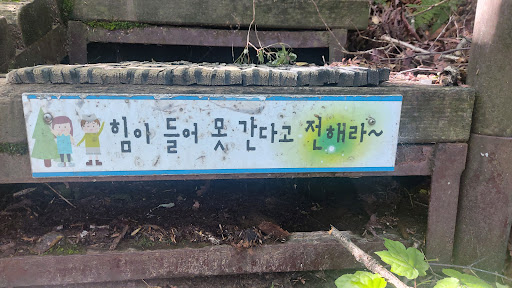 힘이 들어 못 간다고 전해라~